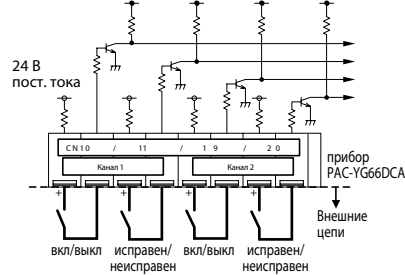 24 В
пост. тока
CN10 / 11 / 19 / 20
Канал 1
Канал 2
прибор
PAC-YG66DCA
+
+
+
+
Внешние
цепи
вкл/выкл
исправен/
неисправен
вкл/выкл
исправен/
неисправен